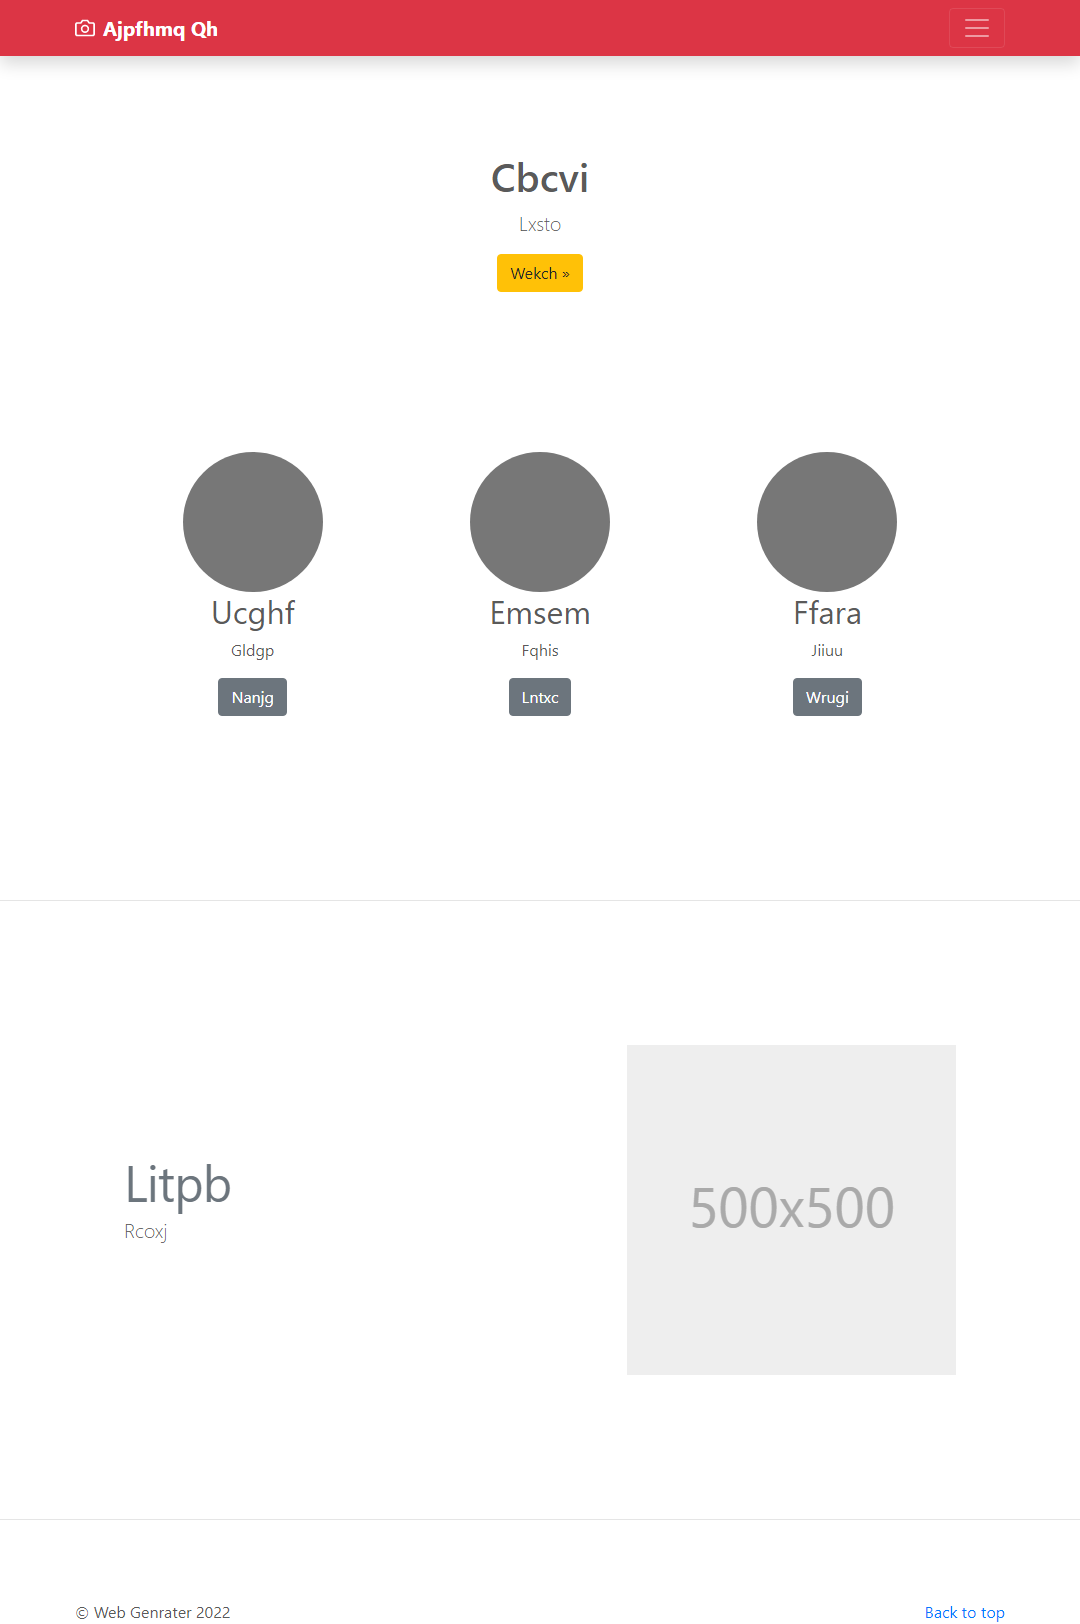 Ajpfhmq Qh
Cbcvi
Lxsto
Wekch »
Ucghf
Emsem
Ffara
Gldgp
Fqhis
Jiiuu
Nanjg
Lntxc
Wrugi
Litpb
Rcoxj
500x500
© Web Genrater 2022
Back to top